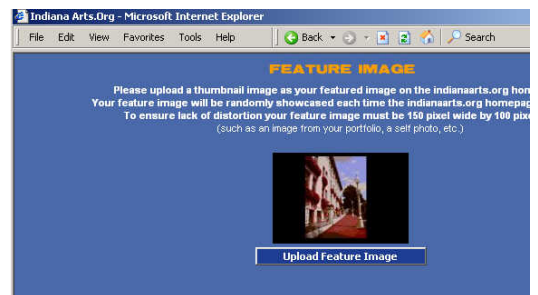 Indiana Arts.Org - Microsoft Internet Explorer
File Edit View Favorites Tools Help Back Search
FEATURE IMAGE
Please upload a thumbnail image as your featured image on the indianaarts.org hom
Your feature image will be randomly showcased each time the indianaarts.org homepag
To ensure lack of distortion your feature image must be 150 pixel wide by 100 pixe
(such as an image from your portfolio, a self photo, etc.)
Upload Feature Image